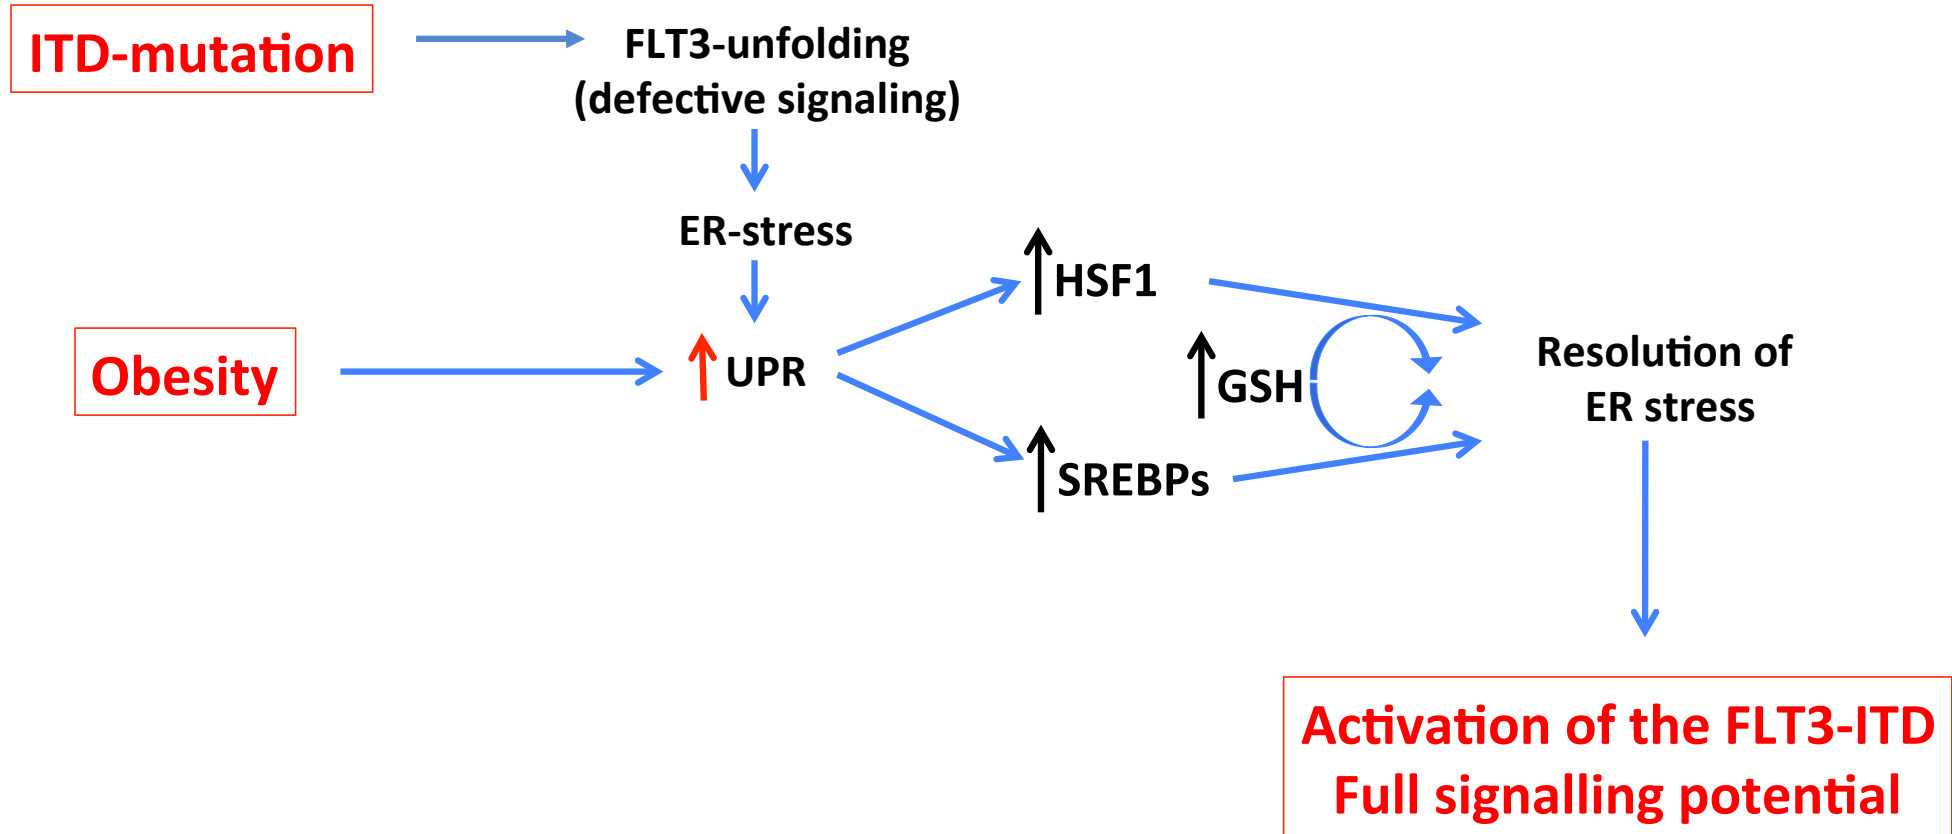 ITD-mutation
FLT3-unfolding
(defective signaling)
ER-stress
HSF1
Obesity
UPR
GSH
SREBPs
Resolution of
ER stress
Activation of the FLT3-ITD
Full signalling potential